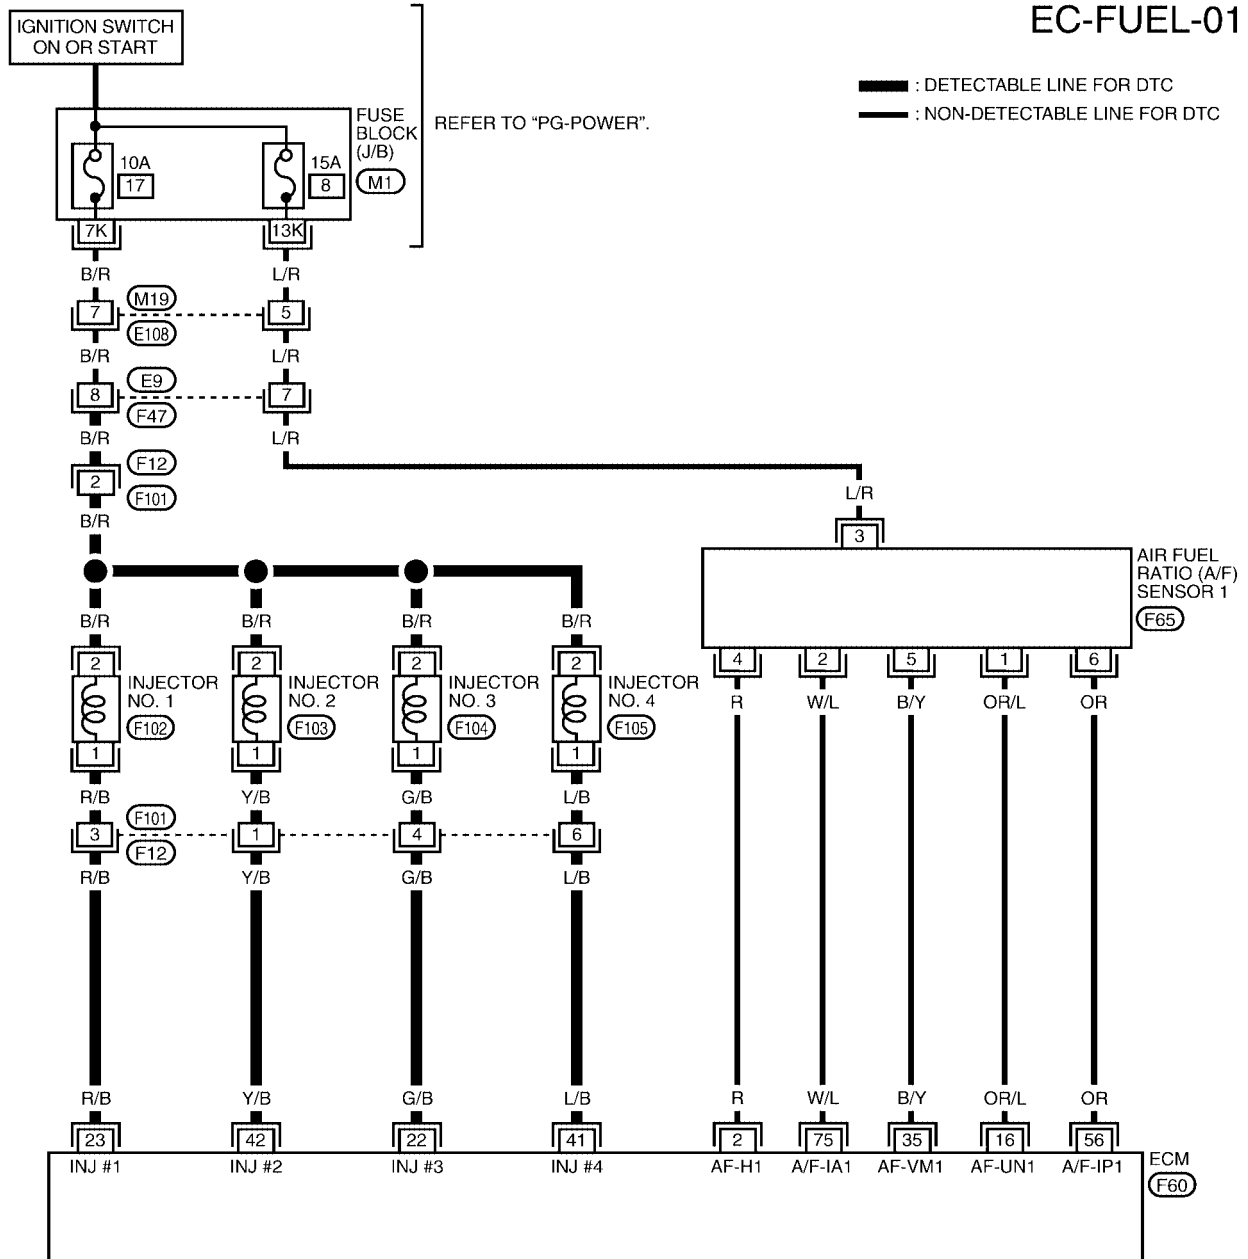 EC-FUEL-01
IGNITION SWITCH
ON OR START
: DETECTABLE LINE FOR DTC
: NON-DETECTABLE LINE FOR DTC
FUSE
BLOCK
(J/B)
M1
REFER TO "PG-POWER".
10A
17
15A
8
7K
13K
B/R
L/R
7
M19
E108
5
B/R
L/R
8
E9
F47
7
B/R
L/R
2
F12
F101
B/R
L/R
3
AIR FUEL
RATIO (A/F)
SENSOR 1
F65
B/R
B/R
B/R
B/R
2
2
2
2
INJECTOR
NO. 1
F102
INJECTOR
NO. 2
F103
INJECTOR
NO. 3
F104
INJECTOR
NO. 4
F105
1
1
1
1
4
2
5
1
6
R
W/L
B/Y
OR/L
OR
R/B
Y/B
G/B
L/B
3
F101
F12
1
4
6
R/B
Y/B
G/B
L/B
R/B
Y/B
G/B
L/B
R
W/L
B/Y
OR/L
OR
23
42
22
41
2
75
35
16
56
INJ #1
INJ #2
INJ #3
INJ #4
AF-H1
A/F-IA1
AF-VM1
AF-UN1
A/F-IP1
ECM
F60